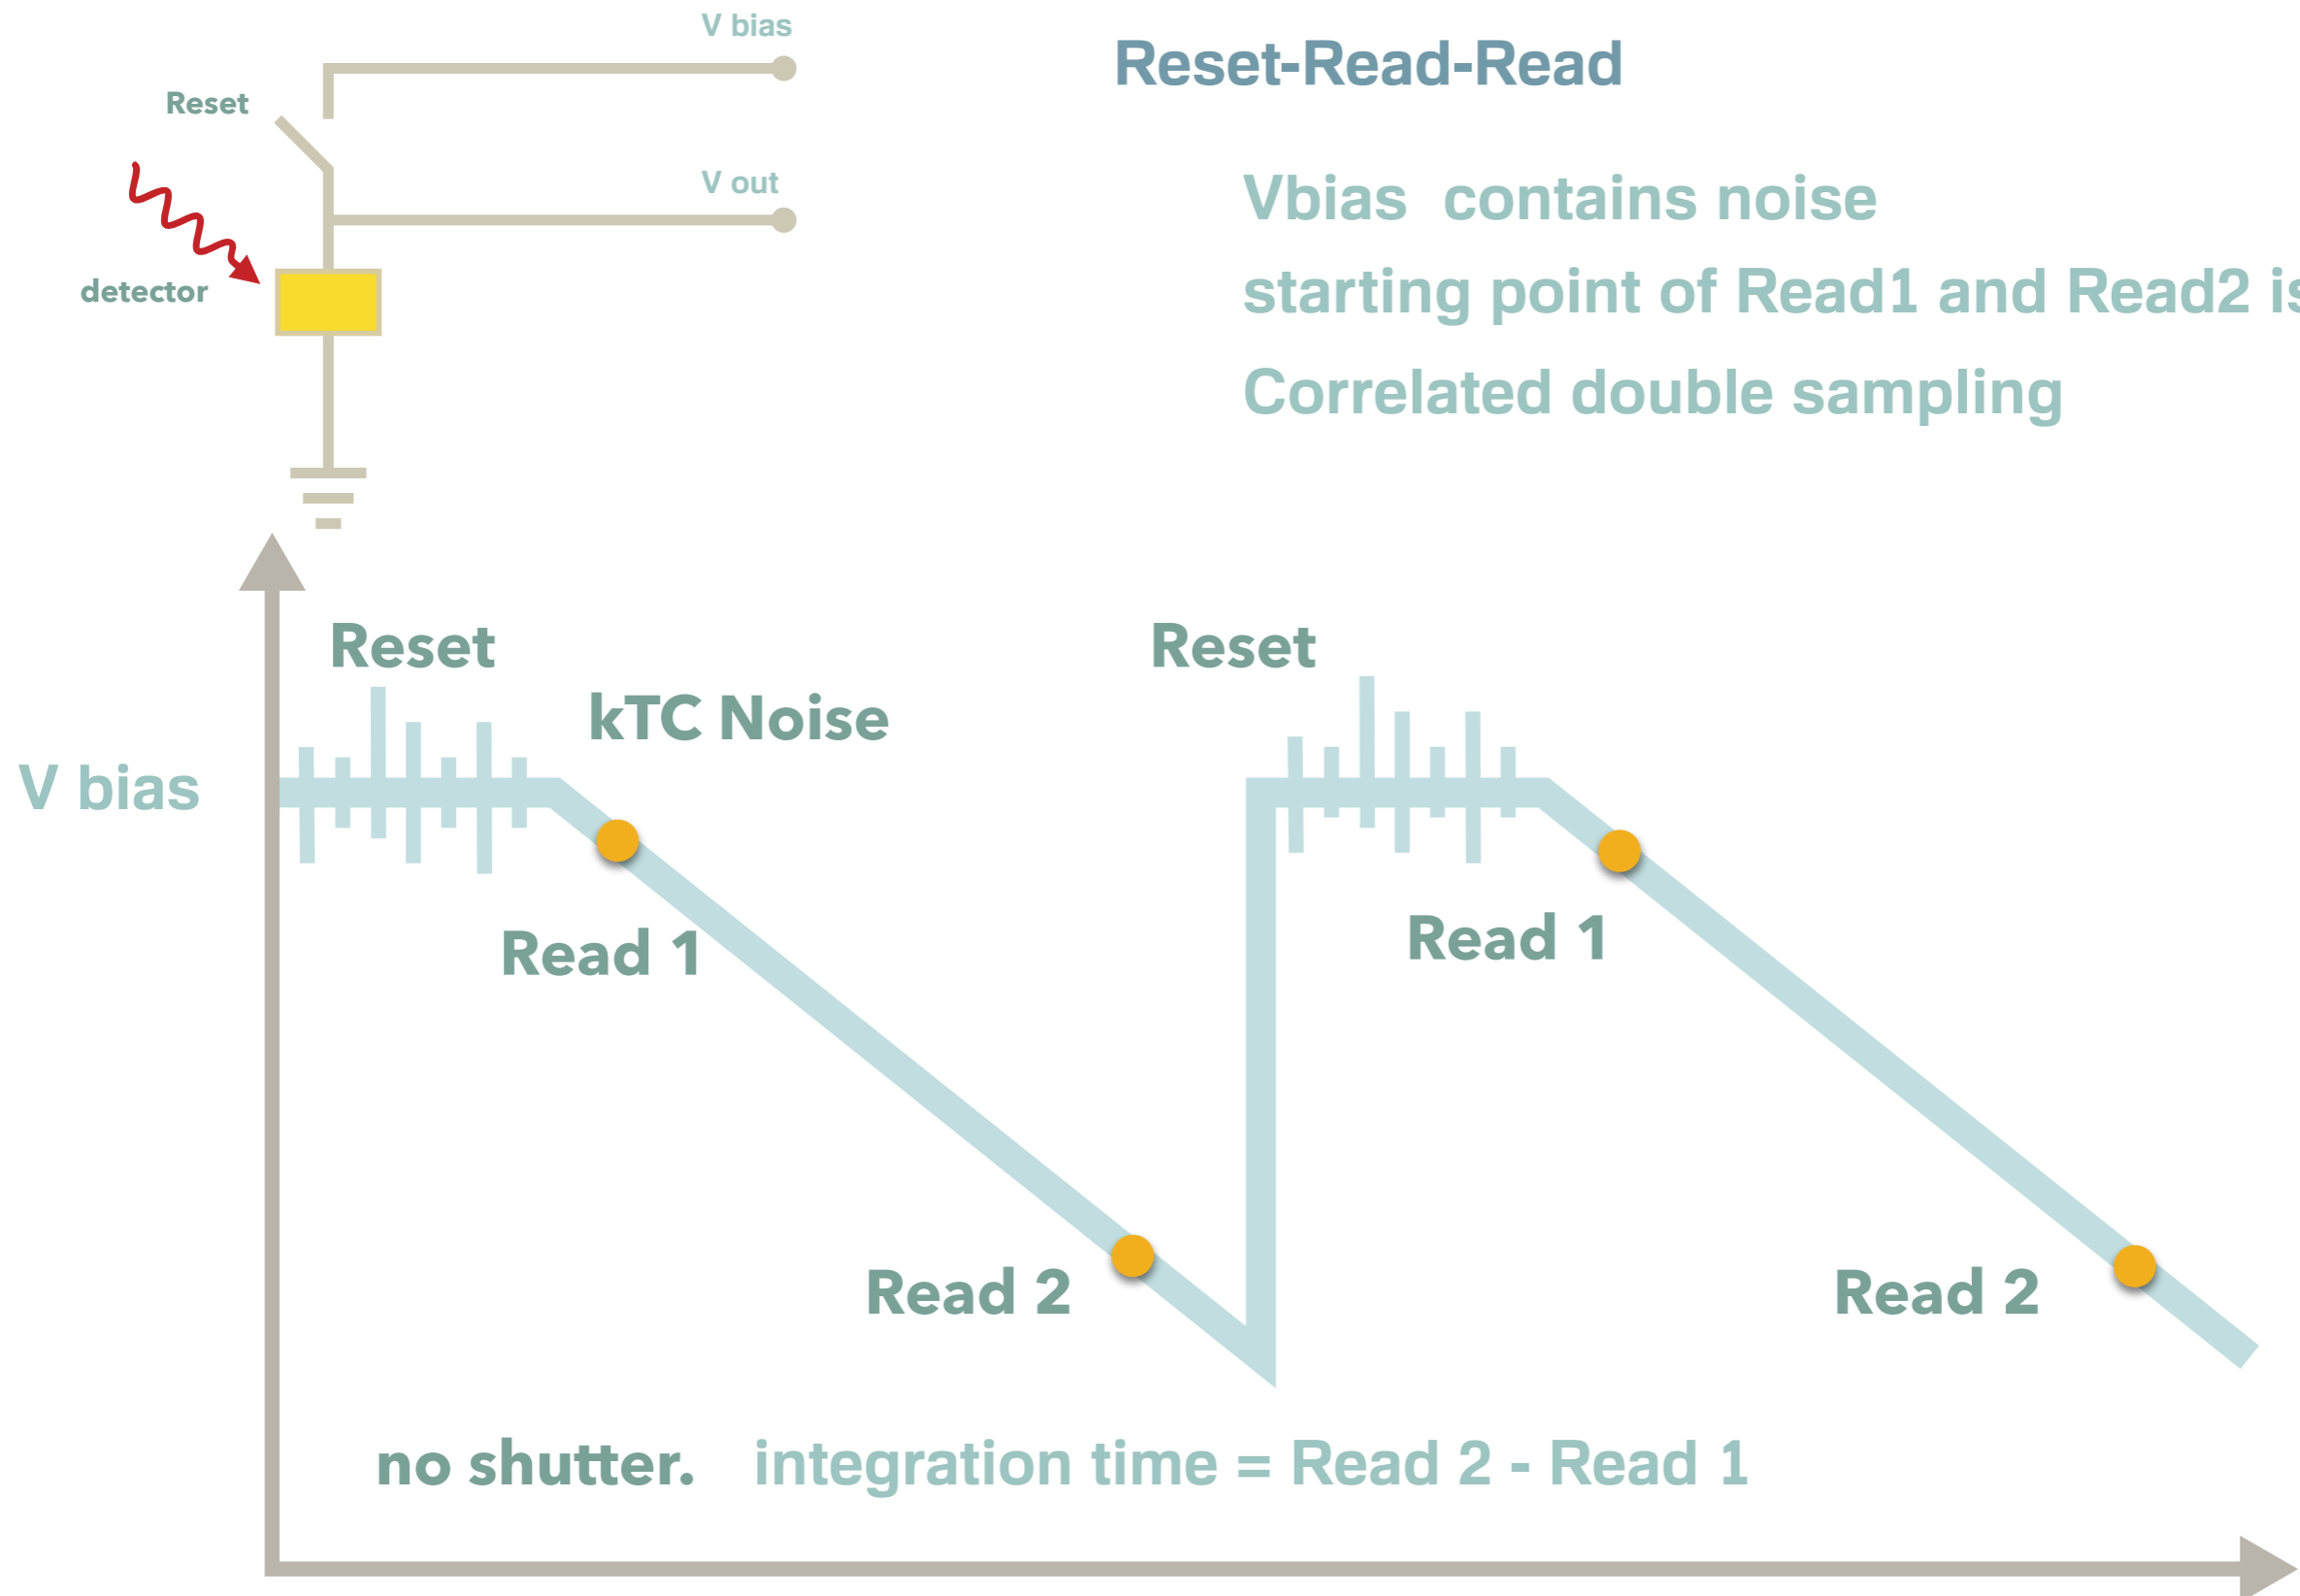 V bias
Reset-Read-Read
Reset
V out
Vbias contains noise
detector
starting point of Read1 and Read2 is
Correlated double sampling
Reset
Reset
kTC Noise
V bias
Read 1
Read 1
Read 2
Read 2
no shutter. integration time = Read 2 - Read 1